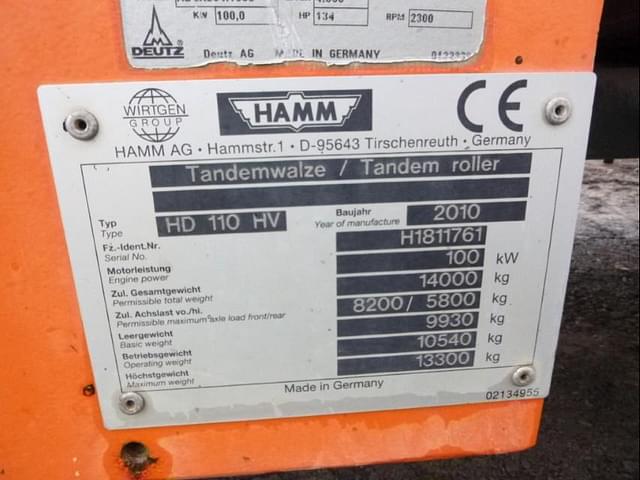 KW 100,0 HP 134 RPM 2300
DEUTZ Deutz AG MADE IN GERMANY
WIRTGEN GROUP HAMM CE
HAMM AG · Hammstr.1 · D-95643 Tirschenreuth · Germany
Tandemwalze / Tandem roller
Typ
Type
HD 110 HV
Baujahr
Year of manufacture
2010
Fz.-Ident.Nr.
Serial No.
H1811761
Motorleistung
Engine power
100 kW
Zul. Gesamtgewicht
Permissible total weight
14000 kg
Zul. Achslast vo./hi.
Permissible maximum axle load front/rear
8200/ 5800 kg
Leergewicht
Basic weight
9930 kg
Betriebsgewicht
Operating weight
10540 kg
Höchstgewicht
Maximum weight
13300 kg
Made in Germany
02134955